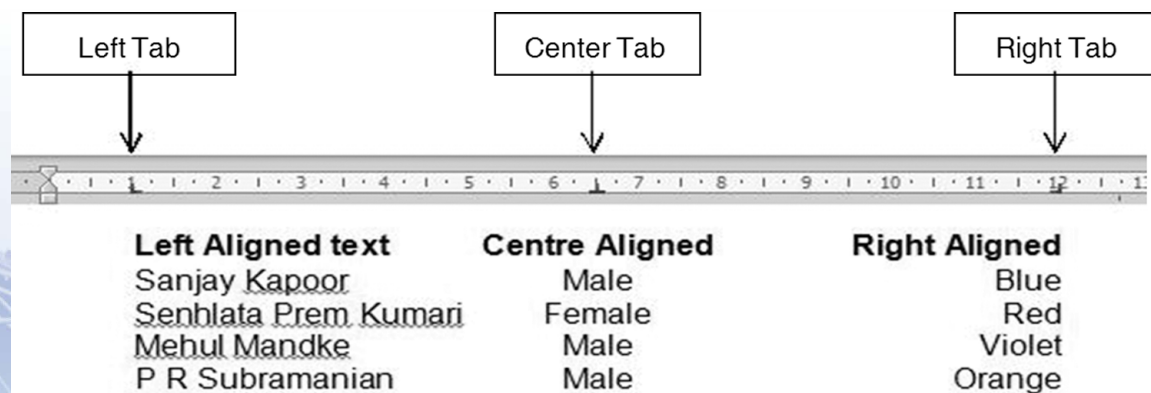 Left Tab Center Tab Right Tab
1 2 3 4 5 6 7 8 9 10 11 12
Left Aligned text Centre Aligned Right Aligned
Sanjay Kapoor Male Blue
Senhlata Prem Kumari Female Red
Mehul Mandke Male Violet
P R Subramanian Male Orange